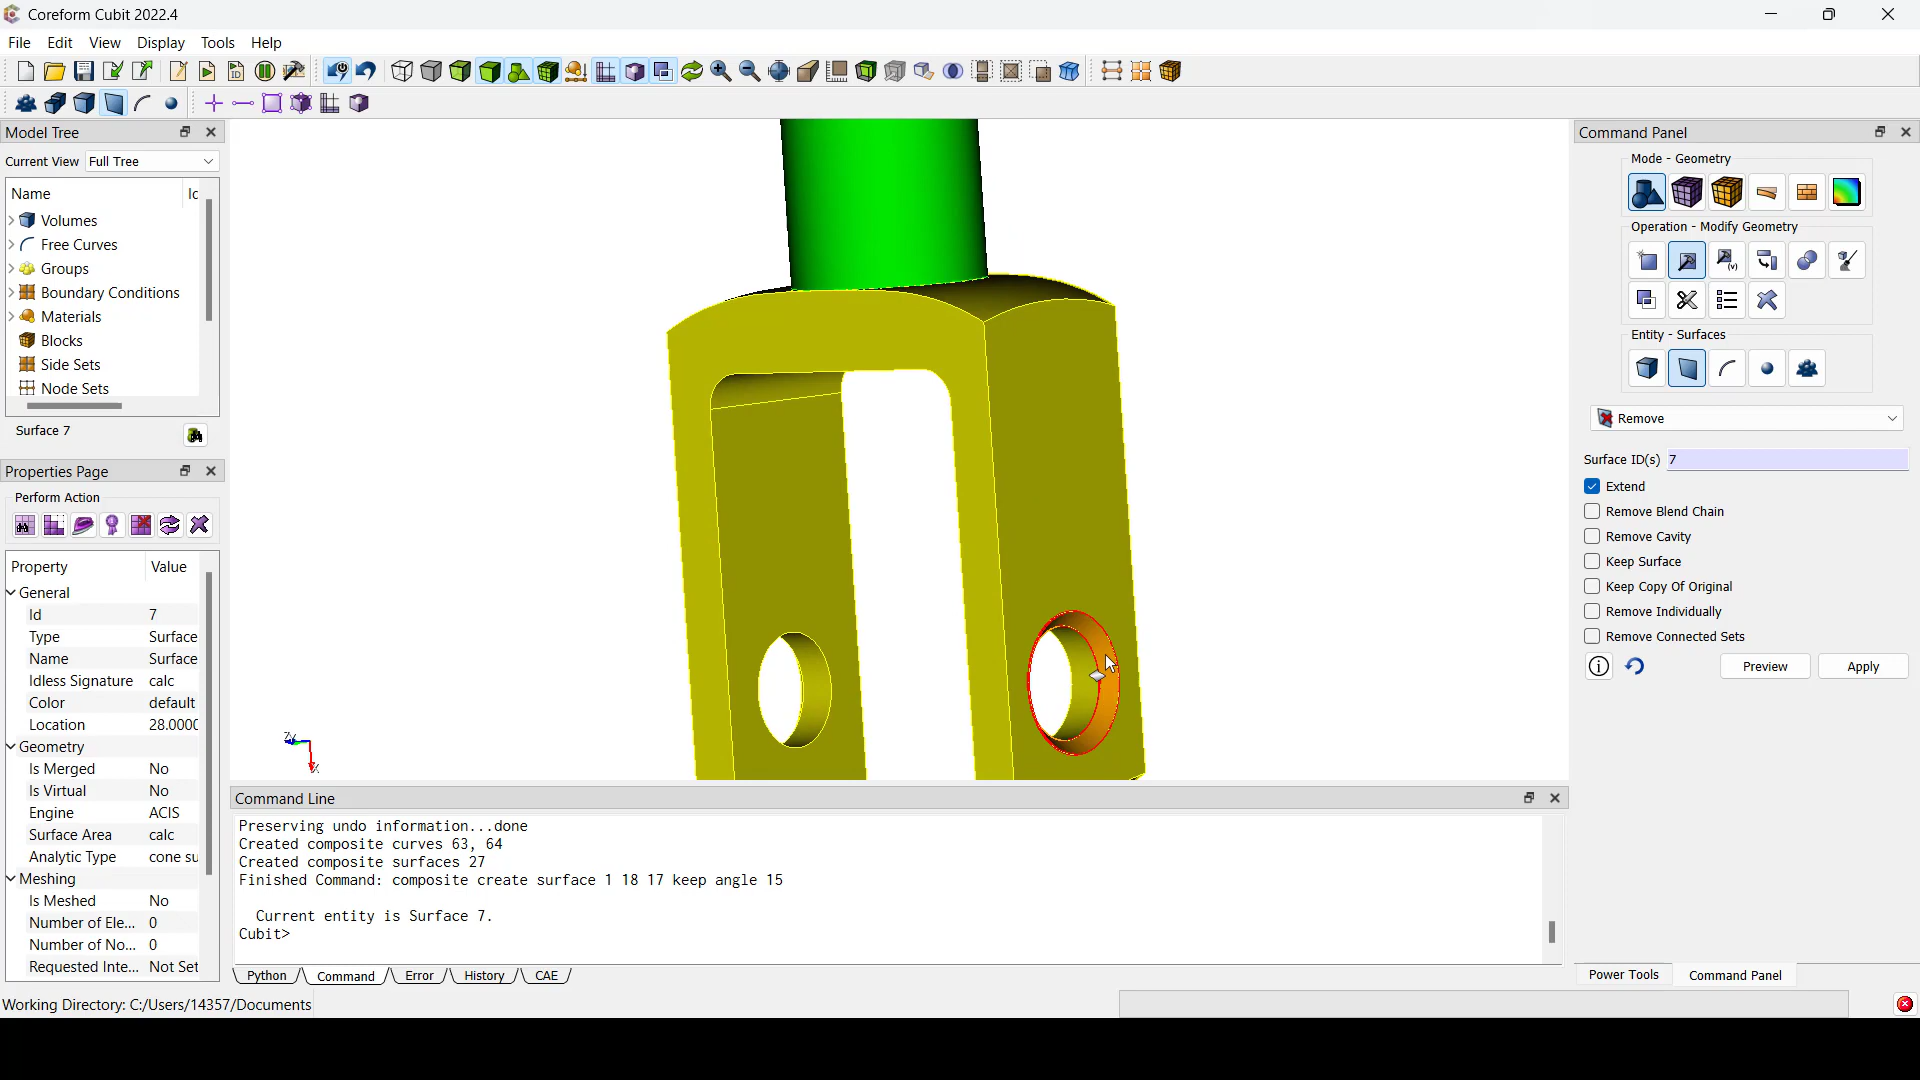 Coreform Cubit 2022.4
File Edit View Display Tools Help
Model Tree
Current View Full Tree
Name Ic
Volumes
Free Curves
Groups
Boundary Conditions
Materials
Blocks
Side Sets
Node Sets
Surface 7
Properties Page
Perform Action
Property Value
General
Id 7
Type Surface
Name Surface
Idless Signature calc
Color default
Location 28.000C
Geometry
Is Merged No
Is Virtual No
Engine ACIS
Surface Area calc
Analytic Type cone su
Meshing
Is Meshed No
Number of Ele... 0
Number of No... 0
Requested Inte... Not Set
Command Line
Preserving undo information...done
Created composite curves 63, 64
Created composite surfaces 27
Finished Command: composite create surface 1 18 17 keep angle 15
Current entity is Surface 7.
Cubit>
Python Command Error History CAE
Command Panel
Mode - Geometry
Operation - Modify Geometry
Entity - Surfaces
Remove
Surface ID(s) 7
Extend
Remove Blend Chain
Remove Cavity
Keep Surface
Keep Copy Of Original
Remove Individually
Remove Connected Sets
Preview Apply
Power Tools Command Panel
Working Directory: C:/Users/14357/Documents